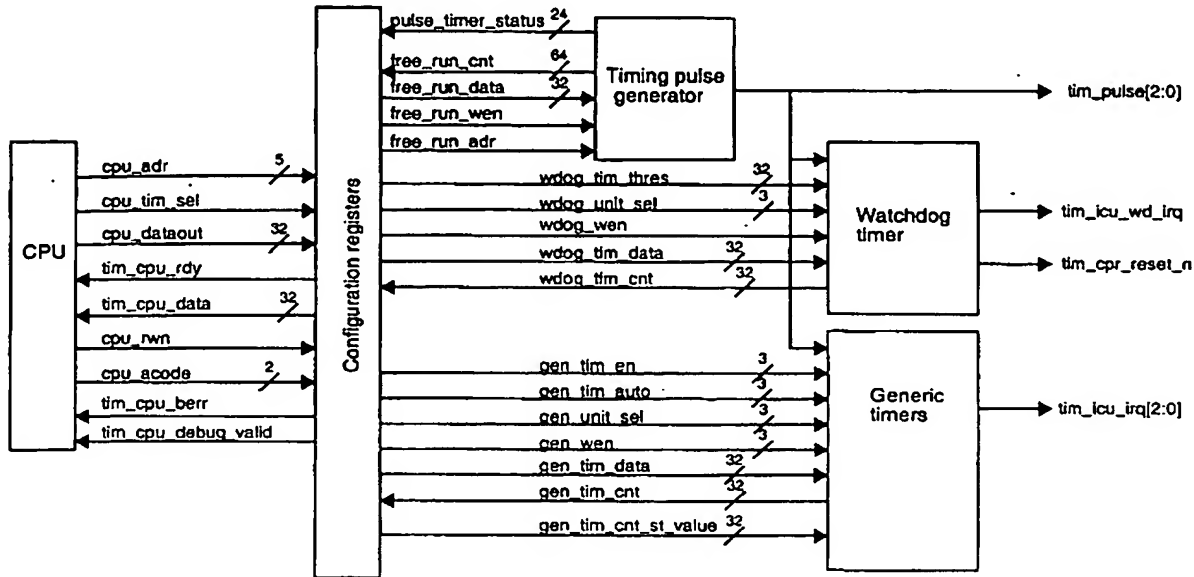 pulse_timer_status 24
free_run_cnt 64
free_run_data 32
free_run_wen
free_run_adr
Timing pulse
generator
tim_pulse[2:0]
CPU
cpu_adr 5
cpu_tim_sel
cpu_dataout 32
tim_cpu_rdy
tim_cpu_data 32
cpu_rwn
cpu_acode 2
tim_cpu_berr
tim_cpu_debug_valid
Configuration registers
wdog_tim_thres 32
wdog_unit_sel 3
wdog_wen
wdog_tim_data 32
wdog_tim_cnt 32
Watchdog
timer
tim_icu_wd_irq
tim_cpr_reset_n
gen_tim_en 3
gen_tim_auto 3
gen_unit_sel 3
gen_wen 3
gen_tim_data 32
gen_tim_cnt 32
gen_tim_cnt_st_value 32
Generic
timers
tim_icu_irq[2:0]